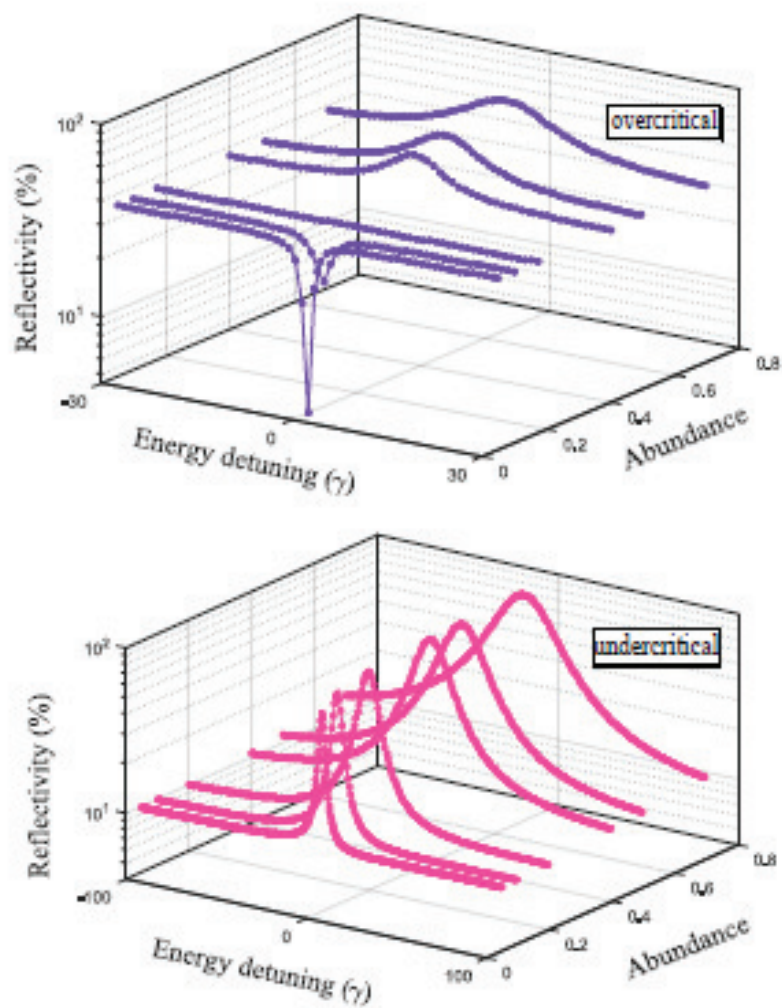 10²
overcritical
Reflectivity (%)
10¹
-30
0
30
Energy detuning (γ)
0
0.2
0.4
0.6
0.8
Abundance
10²
undercritical
Reflectivity (%)
10¹
-100
0
100
Energy detuning (γ)
0
0.2
0.4
0.6
0.8
Abundance